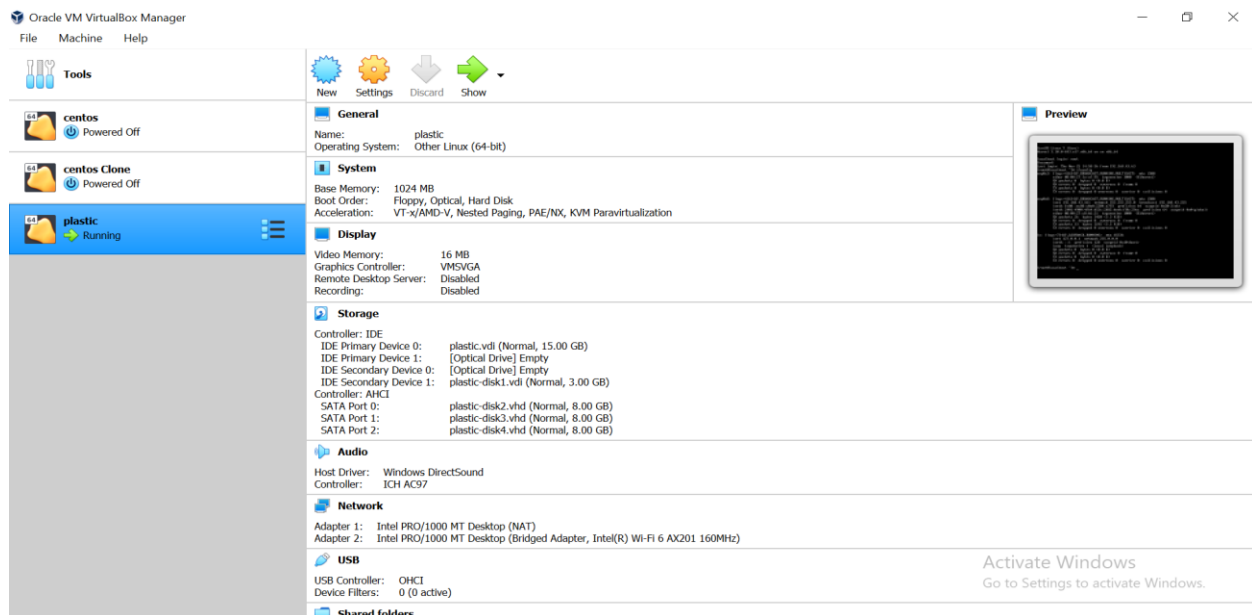 Oracle VM VirtualBox Manager
File Machine Help
Tools
New Settings Discard Show
64
centos
Powered Off
64
centos Clone
Powered Off
64
plastic
Running
General
Name: plastic
Operating System: Other Linux (64-bit)
System
Base Memory: 1024 MB
Boot Order: Floppy, Optical, Hard Disk
Acceleration: VT-x/AMD-V, Nested Paging, PAE/NX, KVM Paravirtualization
Display
Video Memory: 16 MB
Graphics Controller: VMSVGA
Remote Desktop Server: Disabled
Recording: Disabled
Storage
Controller: IDE
IDE Primary Device 0: plastic.vdi (Normal, 15.00 GB)
IDE Primary Device 1: [Optical Drive] Empty
IDE Secondary Device 0: [Optical Drive] Empty
IDE Secondary Device 1: plastic-disk1.vdi (Normal, 3.00 GB)
Controller: AHCI
SATA Port 0: plastic-disk2.vhd (Normal, 8.00 GB)
SATA Port 1: plastic-disk3.vhd (Normal, 8.00 GB)
SATA Port 2: plastic-disk4.vhd (Normal, 8.00 GB)
Audio
Host Driver: Windows DirectSound
Controller: ICH AC97
Network
Adapter 1: Intel PRO/1000 MT Desktop (NAT)
Adapter 2: Intel PRO/1000 MT Desktop (Bridged Adapter, Intel(R) Wi-Fi 6 AX201 160MHz)
USB
USB Controller: OHCI
Device Filters: 0 (0 active)
Shared folders
Preview
Activate Windows
Go to Settings to activate Windows.